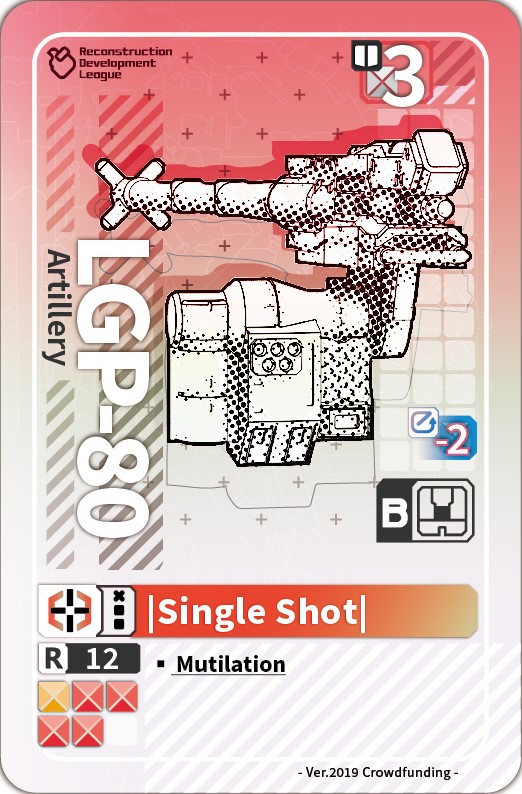 Reconstruction
Development
League
3
LGP-80
Artillery
-2
B
|Single Shot|
R 12
▪ Mutilation
- Ver.2019 Crowdfunding -